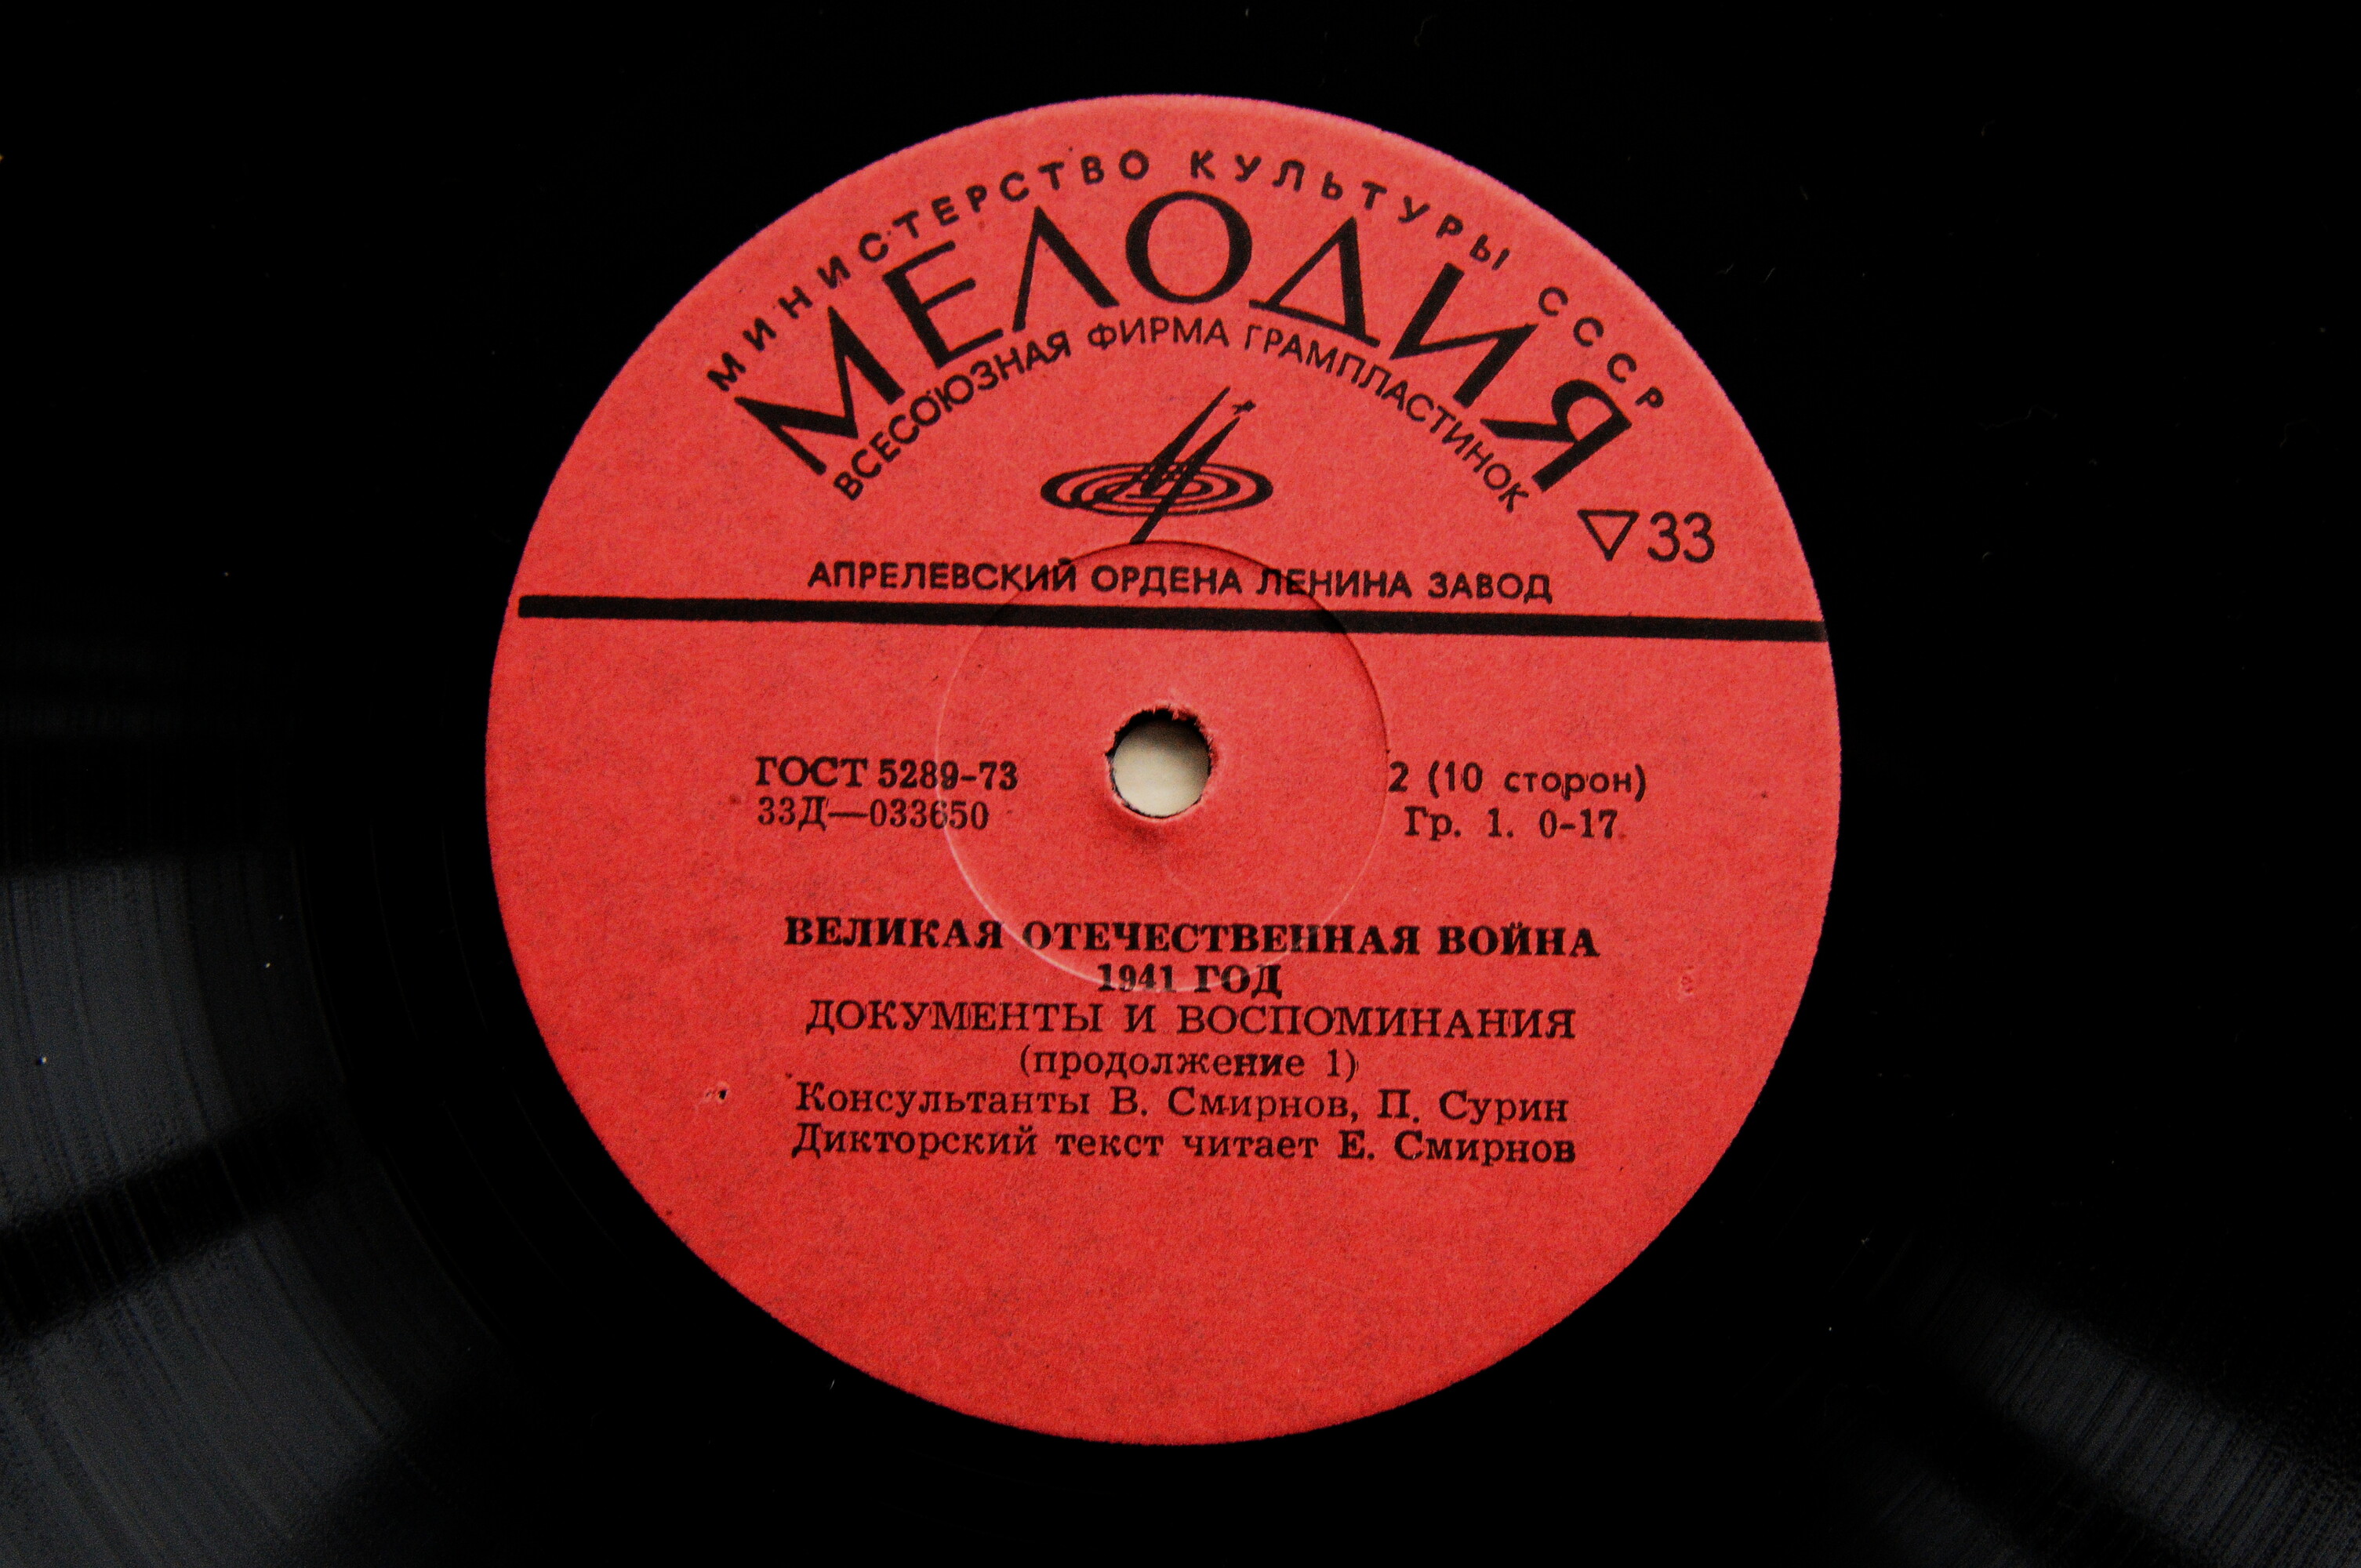 МИНИСТЕРСТВО КУЛЬТУРЫ СССР
МЕЛОДИЯ
ВСЕСОЮЗНАЯ ФИРМА ГРАМПЛАСТИНОК
33
АПРЕЛЕВСКИЙ ОРДЕНА ЛЕНИНА ЗАВОД
ГОСТ 5289-73
33Д—033650
2 (10 сторон)
Гр. 1. 0-17
ВЕЛИКАЯ ОТЕЧЕСТВЕННАЯ ВОЙНА
1941 ГОД
ДОКУМЕНТЫ И ВОСПОМИНАНИЯ
(продолжение 1)
Консультанты В. Смирнов, П. Сурин
Дикторский текст читает Е. Смирнов